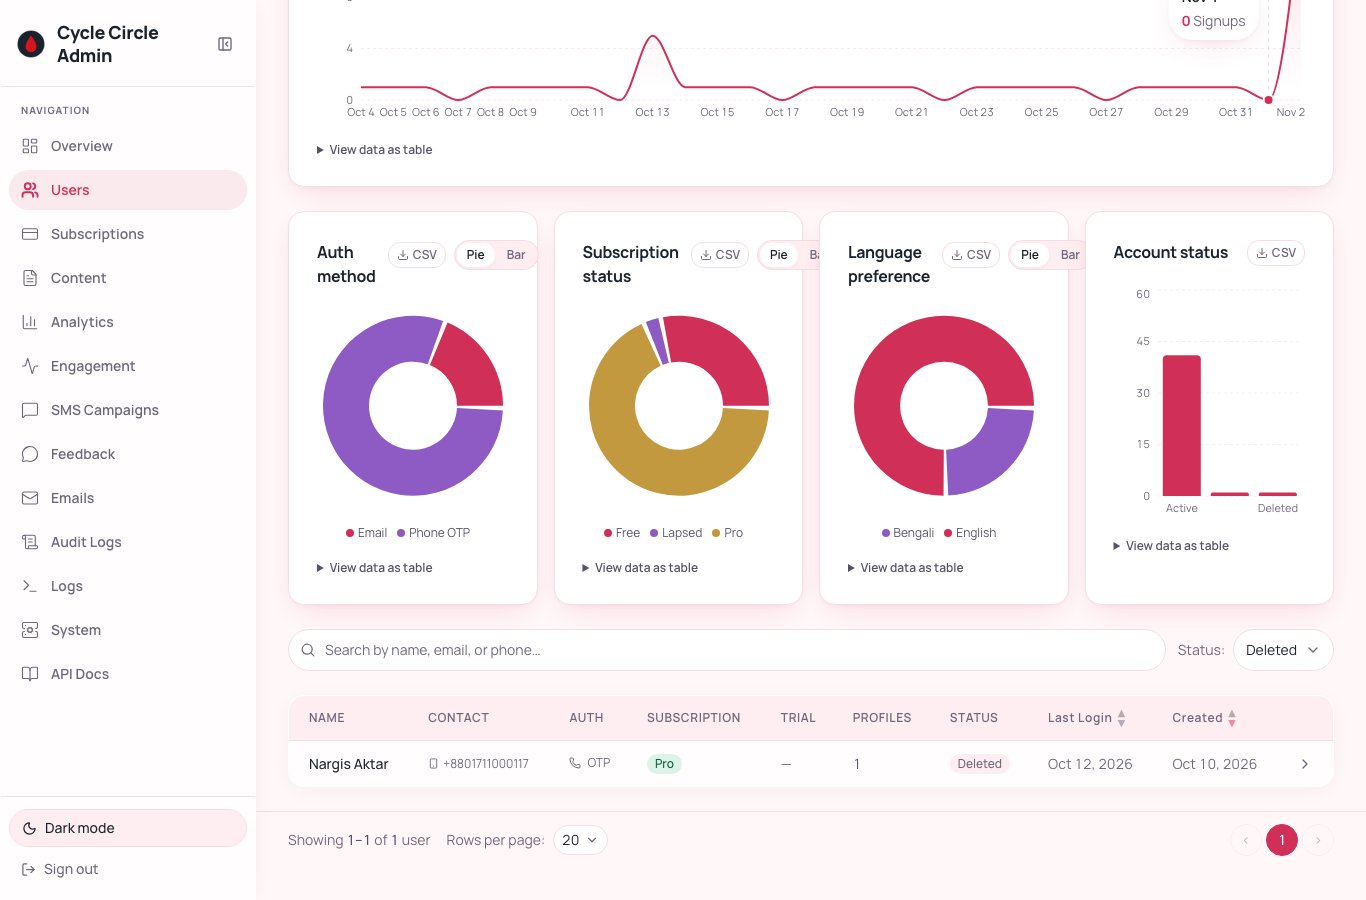 Cycle Circle
Admin
NAVIGATION
Overview
Users
Subscriptions
Content
Analytics
Engagement
SMS Campaigns
Feedback
Emails
Audit Logs
Logs
System
API Docs
Dark mode
Sign out
0 Signups
4
0
Oct 4 Oct 5 Oct 6 Oct 7 Oct 8 Oct 9 Oct 11 Oct 13 Oct 15 Oct 17 Oct 19 Oct 21 Oct 23 Oct 25 Oct 27 Oct 29 Oct 31 Nov 2
View data as table
Auth
method
CSV
Pie Bar
Email Phone OTP
View data as table
Subscription
status
CSV
Pie
Free Lapsed Pro
View data as table
Language
preference
CSV
Pie Bar
Bengali English
View data as table
Account status
CSV
60
45
30
15
0
Active Deleted
View data as table
Search by name, email, or phone...
Status: Deleted
NAME CONTACT AUTH SUBSCRIPTION TRIAL PROFILES STATUS Last Login Created
Nargis Aktar +8801711000117 OTP Pro — 1 Deleted Oct 12, 2026 Oct 10, 2026
Showing 1–1 of 1 user Rows per page: 20
1